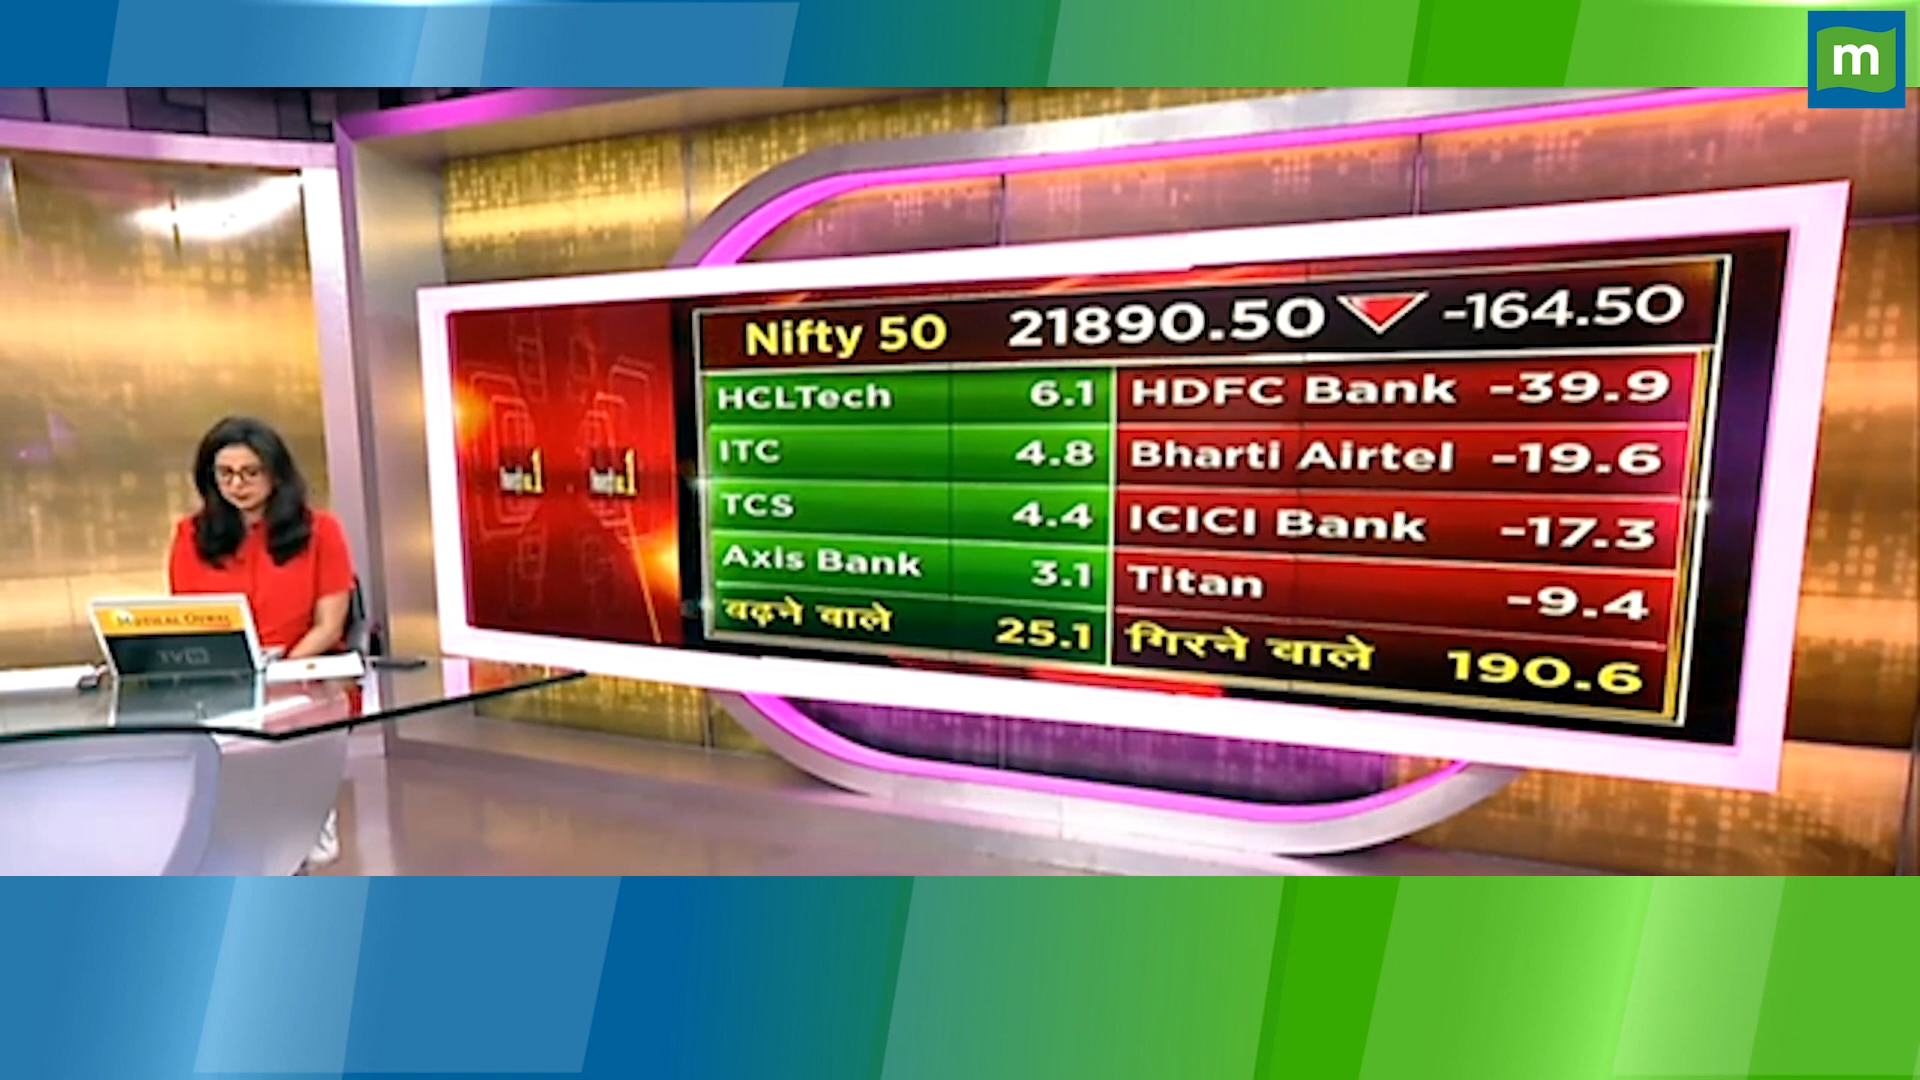 m
Nifty 50 21890.50 -164.50
HCLTech 6.1 HDFC Bank -39.9
ITC 4.8 Bharti Airtel -19.6
TCS 4.4 ICICI Bank -17.3
Axis Bank 3.1 Titan -9.4
बढ़ने वाले 25.1 गिरने वाले 190.6
TV18